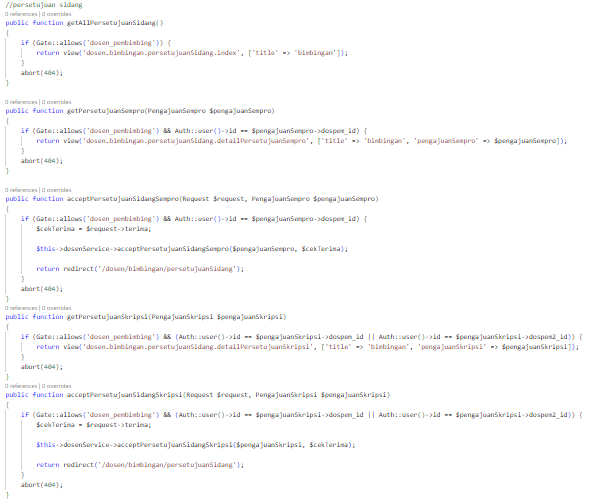 //persetujuan sidang
0 references | 0 overrides
public function getAllPersetujuanSidang()
{
if (Gate::allows('dosen_pembimbing')) {
return view('dosen.bimbingan.persetujuanSidang.index', ['title' => 'bimbingan']);
}
abort(404);
}
0 references | 0 overrides
public function getPersetujuanSempro(PengajuanSempro $pengajuanSempro)
{
if (Gate::allows('dosen_pembimbing') && Auth::user()->id == $pengajuanSempro->dospem_id) {
return view('dosen.bimbingan.persetujuanSidang.detailPersetujuanSempro', ['title' => 'bimbingan', 'pengajuanSempro' => $pengajuanSempro]);
}
abort(404);
}
0 references | 0 overrides
public function acceptPersetujuanSidangSempro(Request $request, PengajuanSempro $pengajuanSempro)
{
if (Gate::allows('dosen_pembimbing') && Auth::user()->id == $pengajuanSempro->dospem_id) {
$cekTerima = $request->terima;
$this->dosenService->acceptPersetujuanSidangSempro($pengajuanSempro, $cekTerima);
return redirect('/dosen/bimbingan/persetujuanSidang');
}
abort(404);
}
0 references | 0 overrides
public function getPersetujuanSkripsi(PengajuanSkripsi $pengajuanSkripsi)
{
if (Gate::allows('dosen_pembimbing') && (Auth::user()->id == $pengajuanSkripsi->dospem_id || Auth::user()->id == $pengajuanSkripsi->dospem2_id)) {
return view('dosen.bimbingan.persetujuanSidang.detailPersetujuanSkripsi', ['title' => 'bimbingan', 'pengajuanSkripsi' => $pengajuanSkripsi]);
}
abort(404);
}
0 references | 0 overrides
public function acceptPersetujuanSidangSkripsi(Request $request, PengajuanSkripsi $pengajuanSkripsi)
{
if (Gate::allows('dosen_pembimbing') && (Auth::user()->id == $pengajuanSkripsi->dospem_id || Auth::user()->id == $pengajuanSkripsi->dospem2_id)) {
$cekTerima = $request->terima;
$this->dosenService->acceptPersetujuanSidangSkripsi($pengajuanSkripsi, $cekTerima);
return redirect('/dosen/bimbingan/persetujuanSidang');
}
abort(404);
}